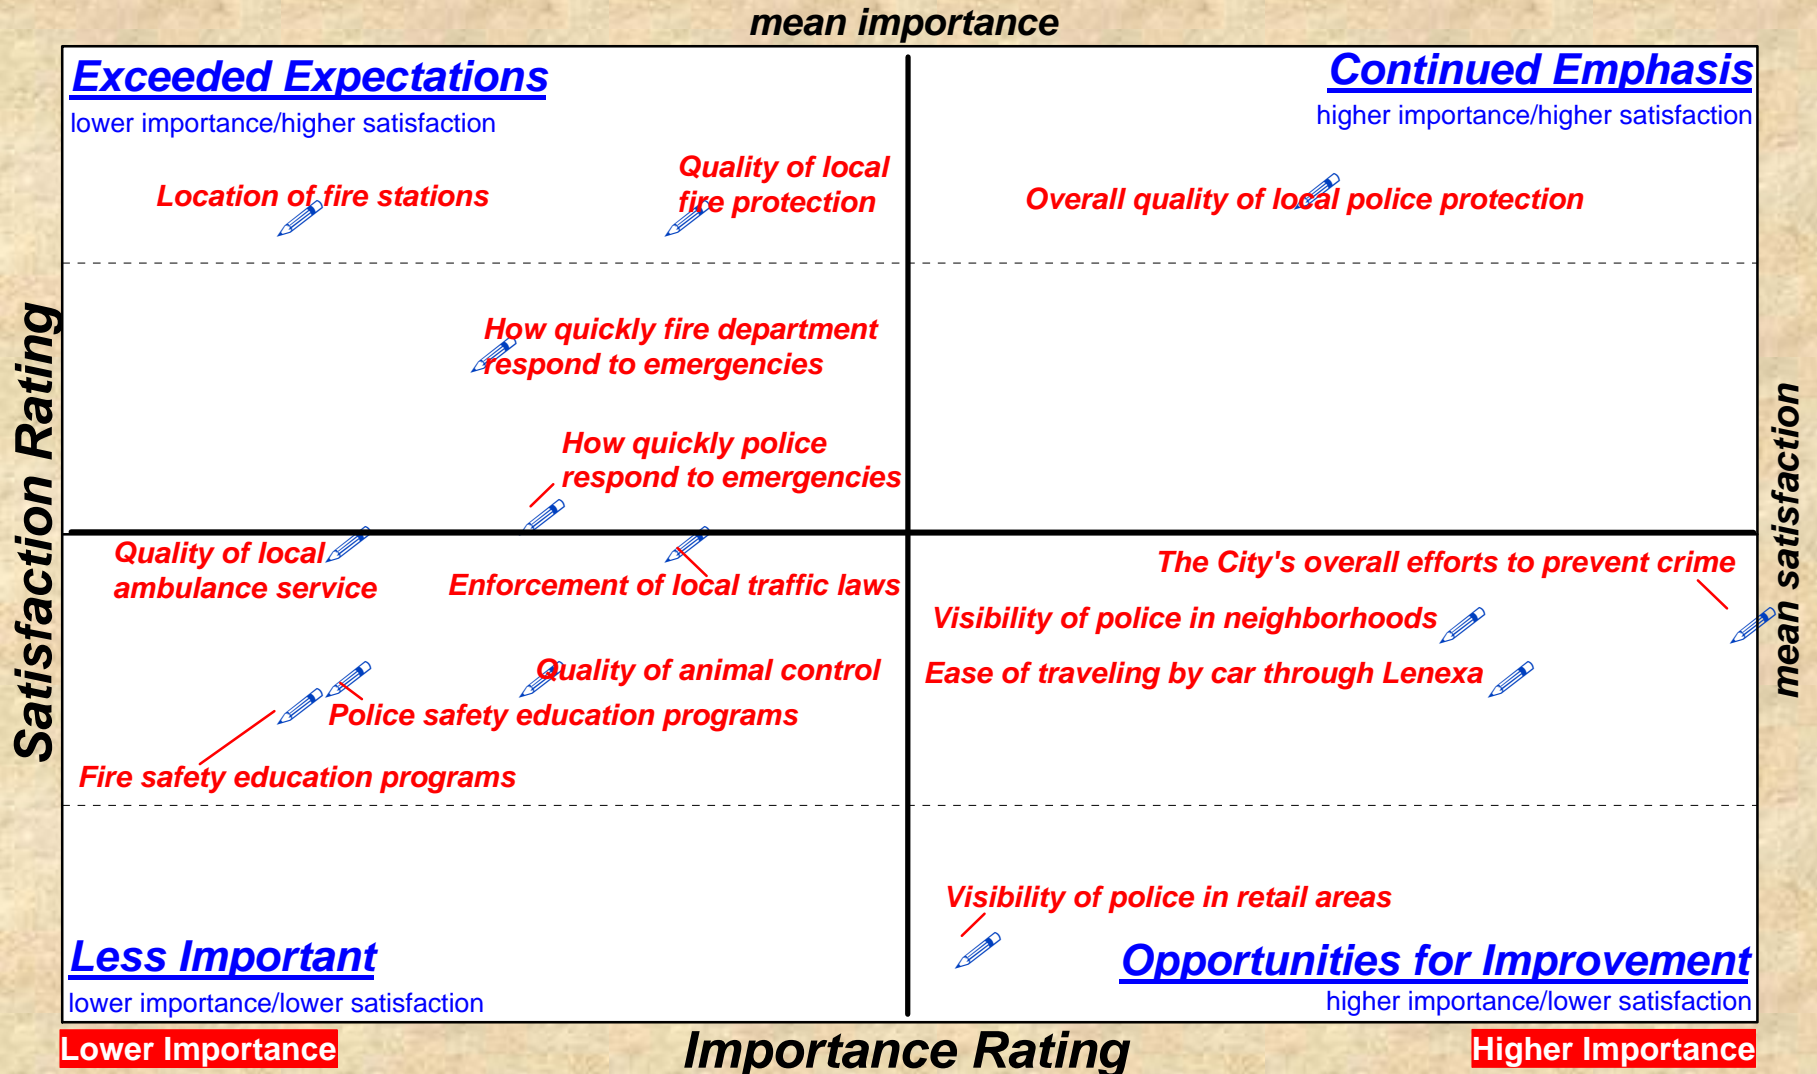 mean importance
Exceeded Expectations
lower importance/higher satisfaction
Continued Emphasis
higher importance/higher satisfaction
Location of fire stations
Quality of local
fire protection
Overall quality of local police protection
How quickly fire department
respond to emergencies
How quickly police
respond to emergencies
Satisfaction Rating
mean satisfaction
Quality of local
ambulance service
Enforcement of local traffic laws
The City's overall efforts to prevent crime
Visibility of police in neighborhoods
Quality of animal control
Ease of traveling by car through Lenexa
Police safety education programs
Fire safety education programs
Visibility of police in retail areas
Less Important
lower importance/lower satisfaction
Opportunities for Improvement
higher importance/lower satisfaction
Lower Importance
Importance Rating
Higher Importance